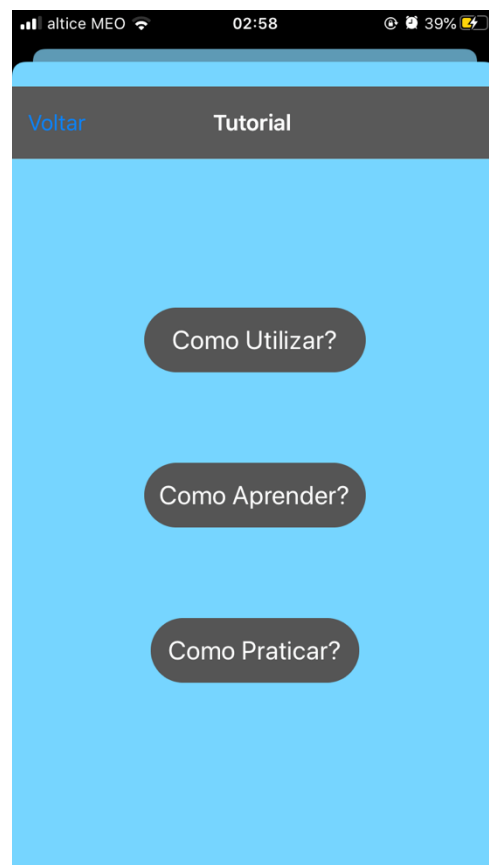 altice MEO 02:58 39%
Voltar Tutorial
Como Utilizar?
Como Aprender?
Como Praticar?